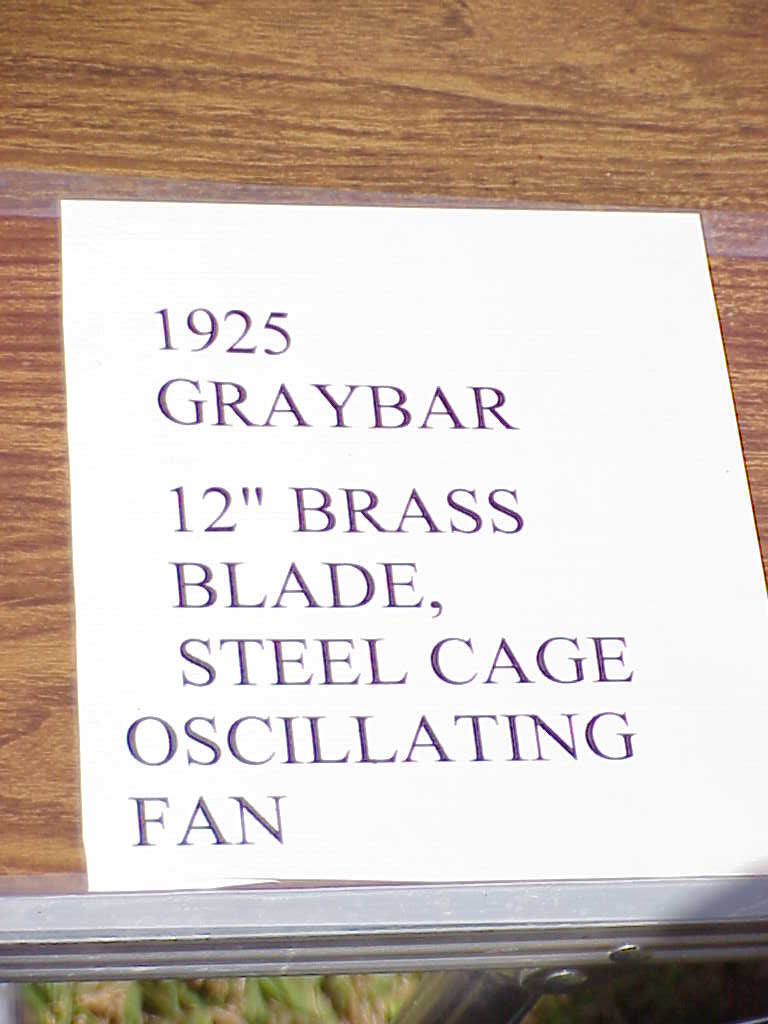 1925
GRAYBAR
12" BRASS
BLADE,
STEEL CAGE
OSCILLATING
FAN